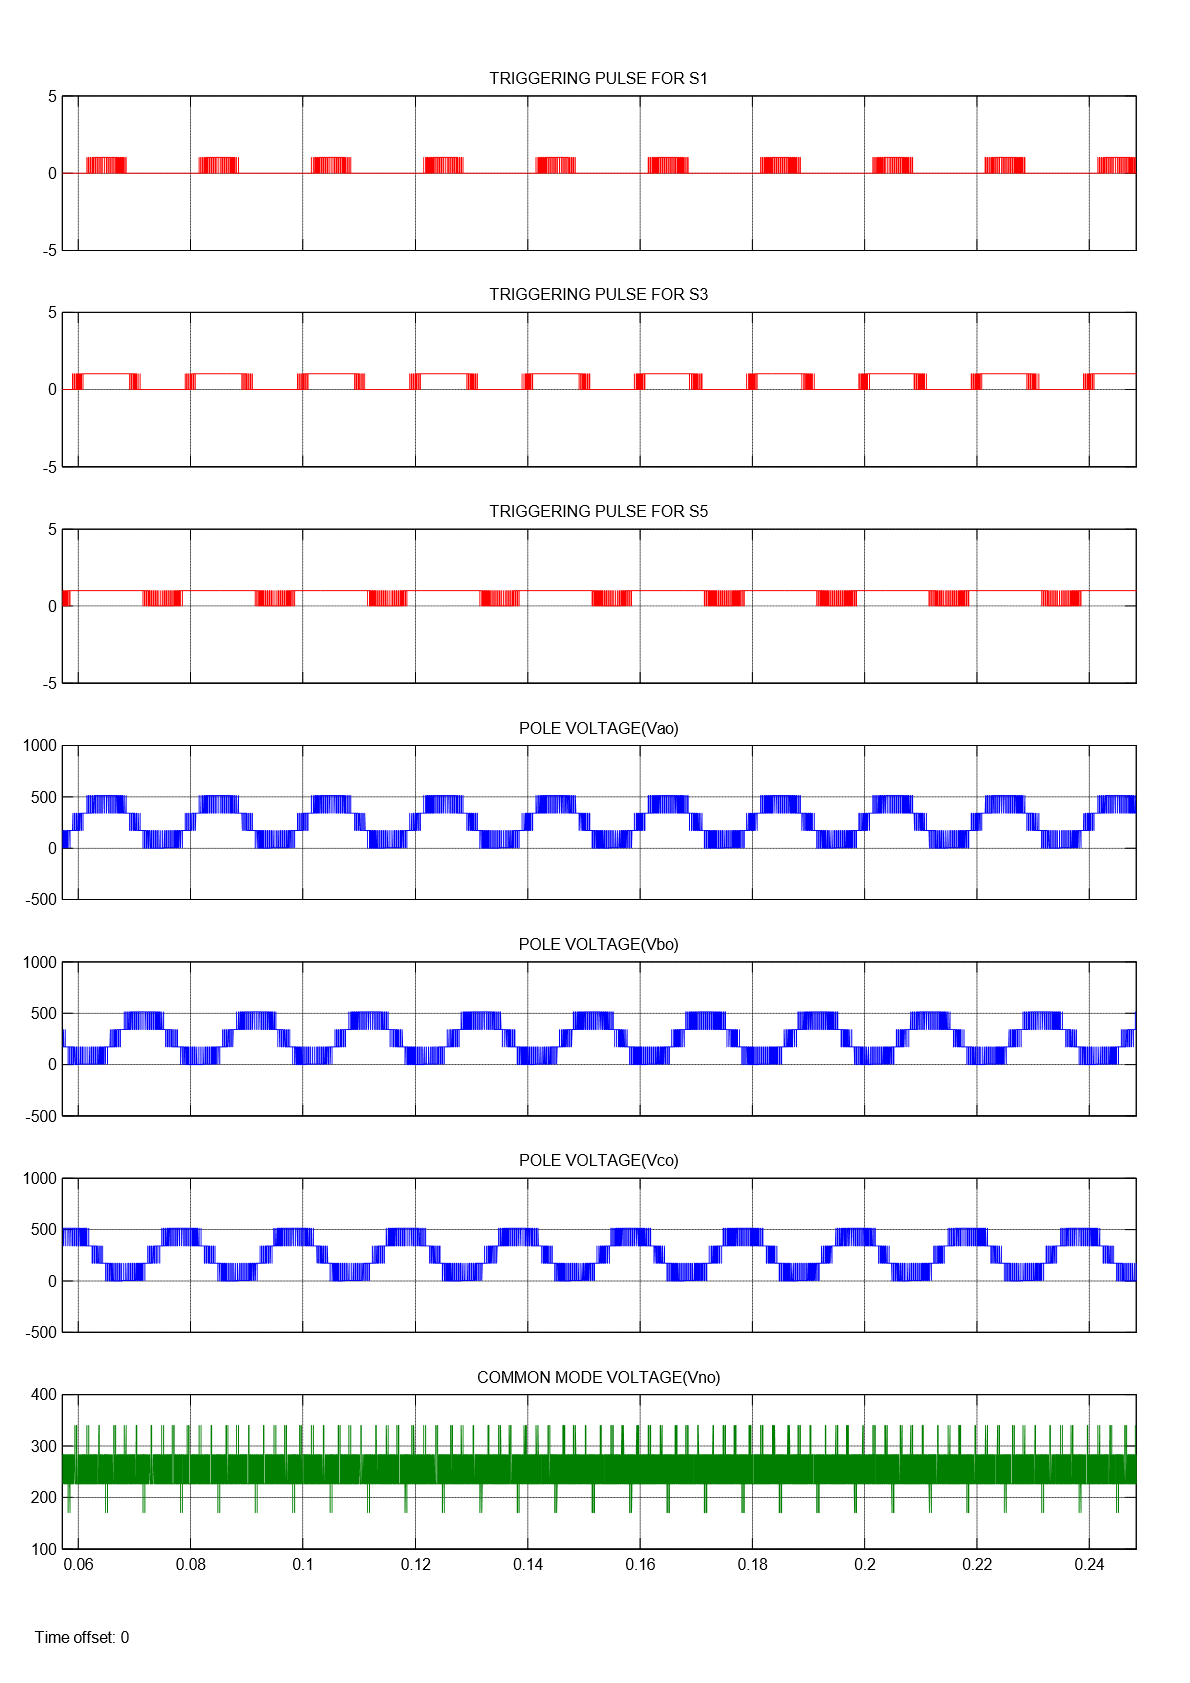 TRIGGERING PULSE FOR S1
5
0
-5
TRIGGERING PULSE FOR S3
5
0
-5
TRIGGERING PULSE FOR S5
5
0
-5
POLE VOLTAGE(Vao)
1000
500
0
-500
POLE VOLTAGE(Vbo)
1000
500
0
-500
POLE VOLTAGE(Vco)
1000
500
0
-500
COMMON MODE VOLTAGE(Vno)
400
300
200
100
0.06 0.08 0.1 0.12 0.14 0.16 0.18 0.2 0.22 0.24
Time offset: 0